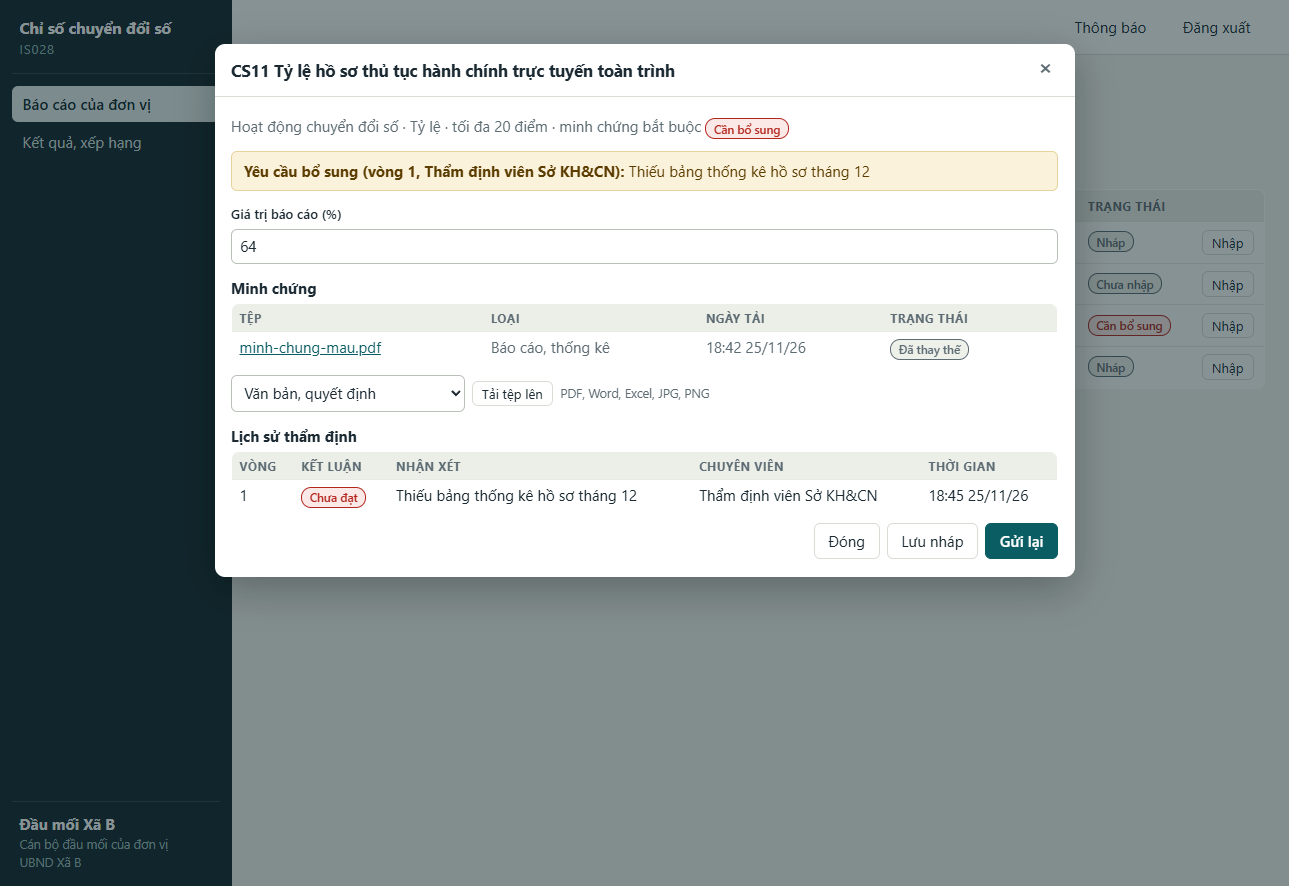 Chỉ số chuyển đổi số
IS028
Báo cáo của đơn vị
Kết quả, xếp hạng
Thông báo
Đăng xuất
CS11 Tỷ lệ hồ sơ thủ tục hành chính trực tuyến toàn trình
×
Hoạt động chuyển đổi số · Tỷ lệ · tối đa 20 điểm · minh chứng bắt buộc Cần bổ sung
Yêu cầu bổ sung (vòng 1, Thẩm định viên Sở KH&CN): Thiếu bảng thống kê hồ sơ tháng 12
Giá trị báo cáo (%)
64
Minh chứng
TỆP LOẠI NGÀY TẢI TRẠNG THÁI
minh-chung-mau.pdf Báo cáo, thống kê 18:42 25/11/26 Đã thay thế
Văn bản, quyết định Tải tệp lên PDF, Word, Excel, JPG, PNG
Lịch sử thẩm định
VÒNG KẾT LUẬN NHẬN XÉT CHUYÊN VIÊN THỜI GIAN
1 Chưa đạt Thiếu bảng thống kê hồ sơ tháng 12 Thẩm định viên Sở KH&CN 18:45 25/11/26
Đóng Lưu nháp Gửi lại
TRẠNG THÁI
Nháp Nhập
Chưa nhập Nhập
Cần bổ sung Nhập
Nháp Nhập
Đầu mối Xã B
Cán bộ đầu mối của đơn vị
UBND Xã B